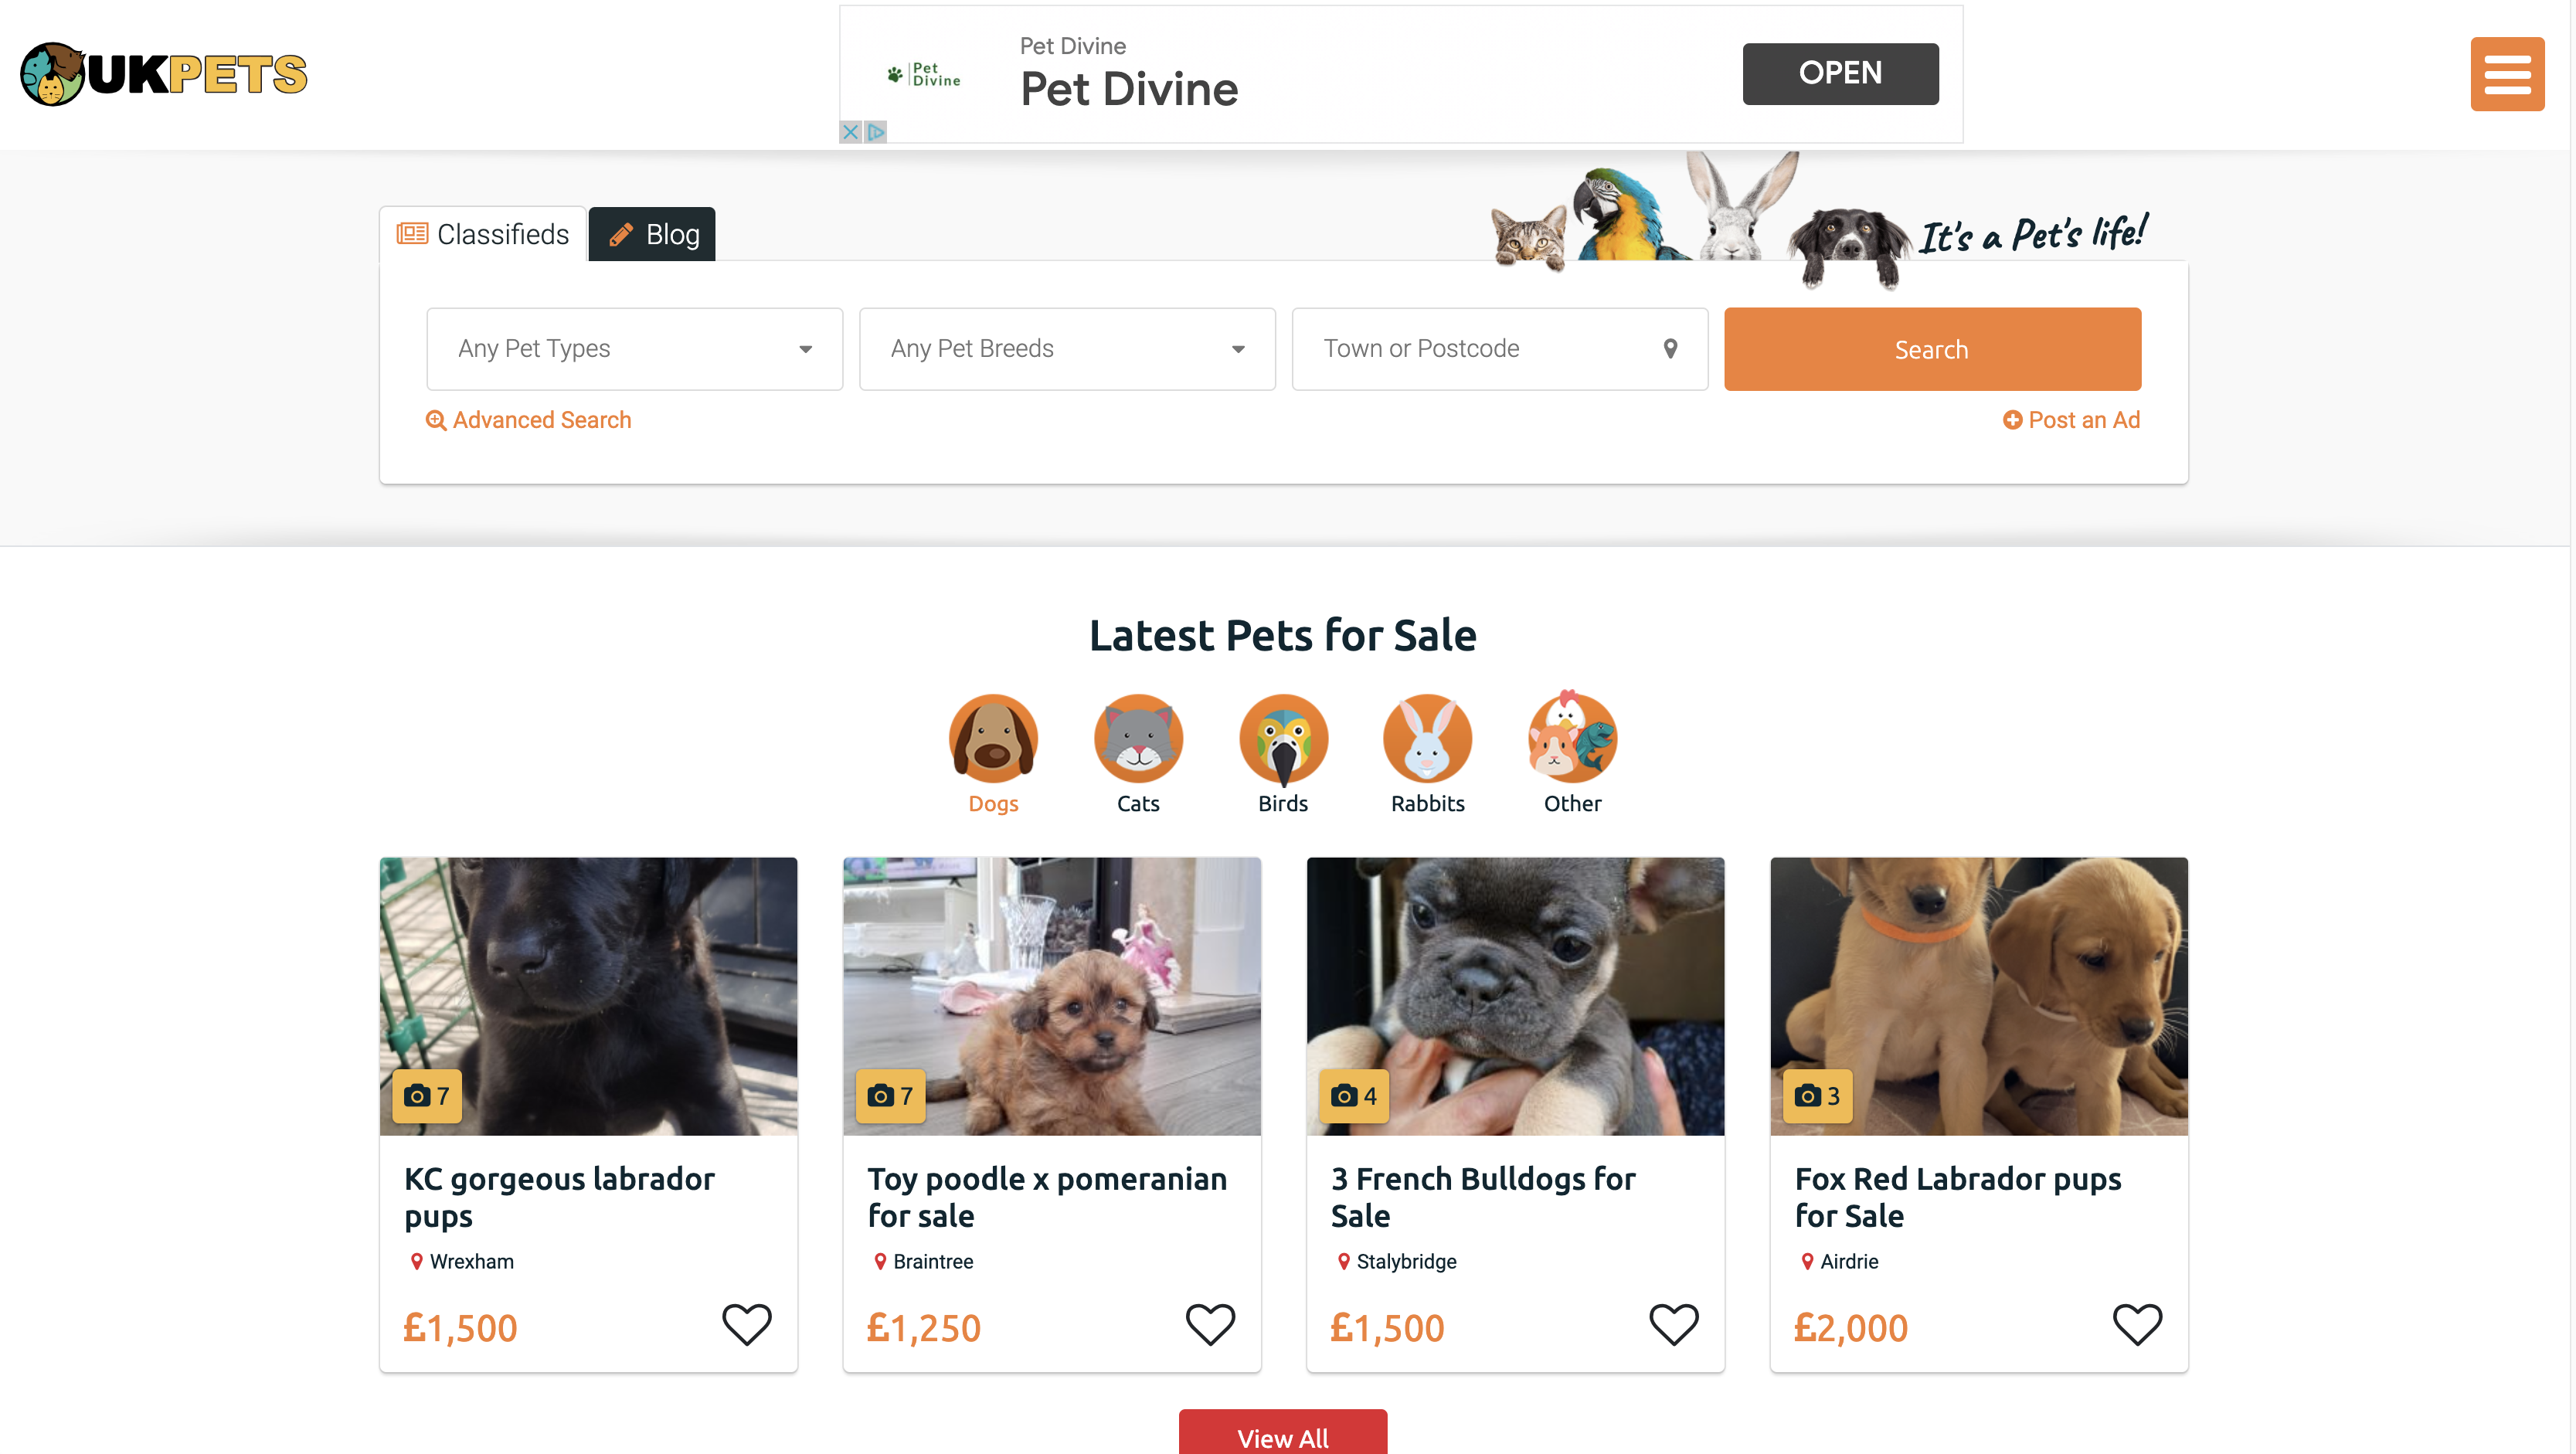 UKPETS
Pet Divine
Pet Divine
Pet
Divine
OPEN
Classifieds
Blog
It's a Pet's life!
Any Pet Types
Any Pet Breeds
Town or Postcode
Search
Advanced Search
Post an Ad
Latest Pets for Sale
Dogs
Cats
Birds
Rabbits
Other
7
7
4
3
KC gorgeous labrador
pups
Wrexham
£1,500
Toy poodle x pomeranian
for sale
Braintree
£1,250
3 French Bulldogs for
Sale
Stalybridge
£1,500
Fox Red Labrador pups
for Sale
Airdrie
£2,000
View All